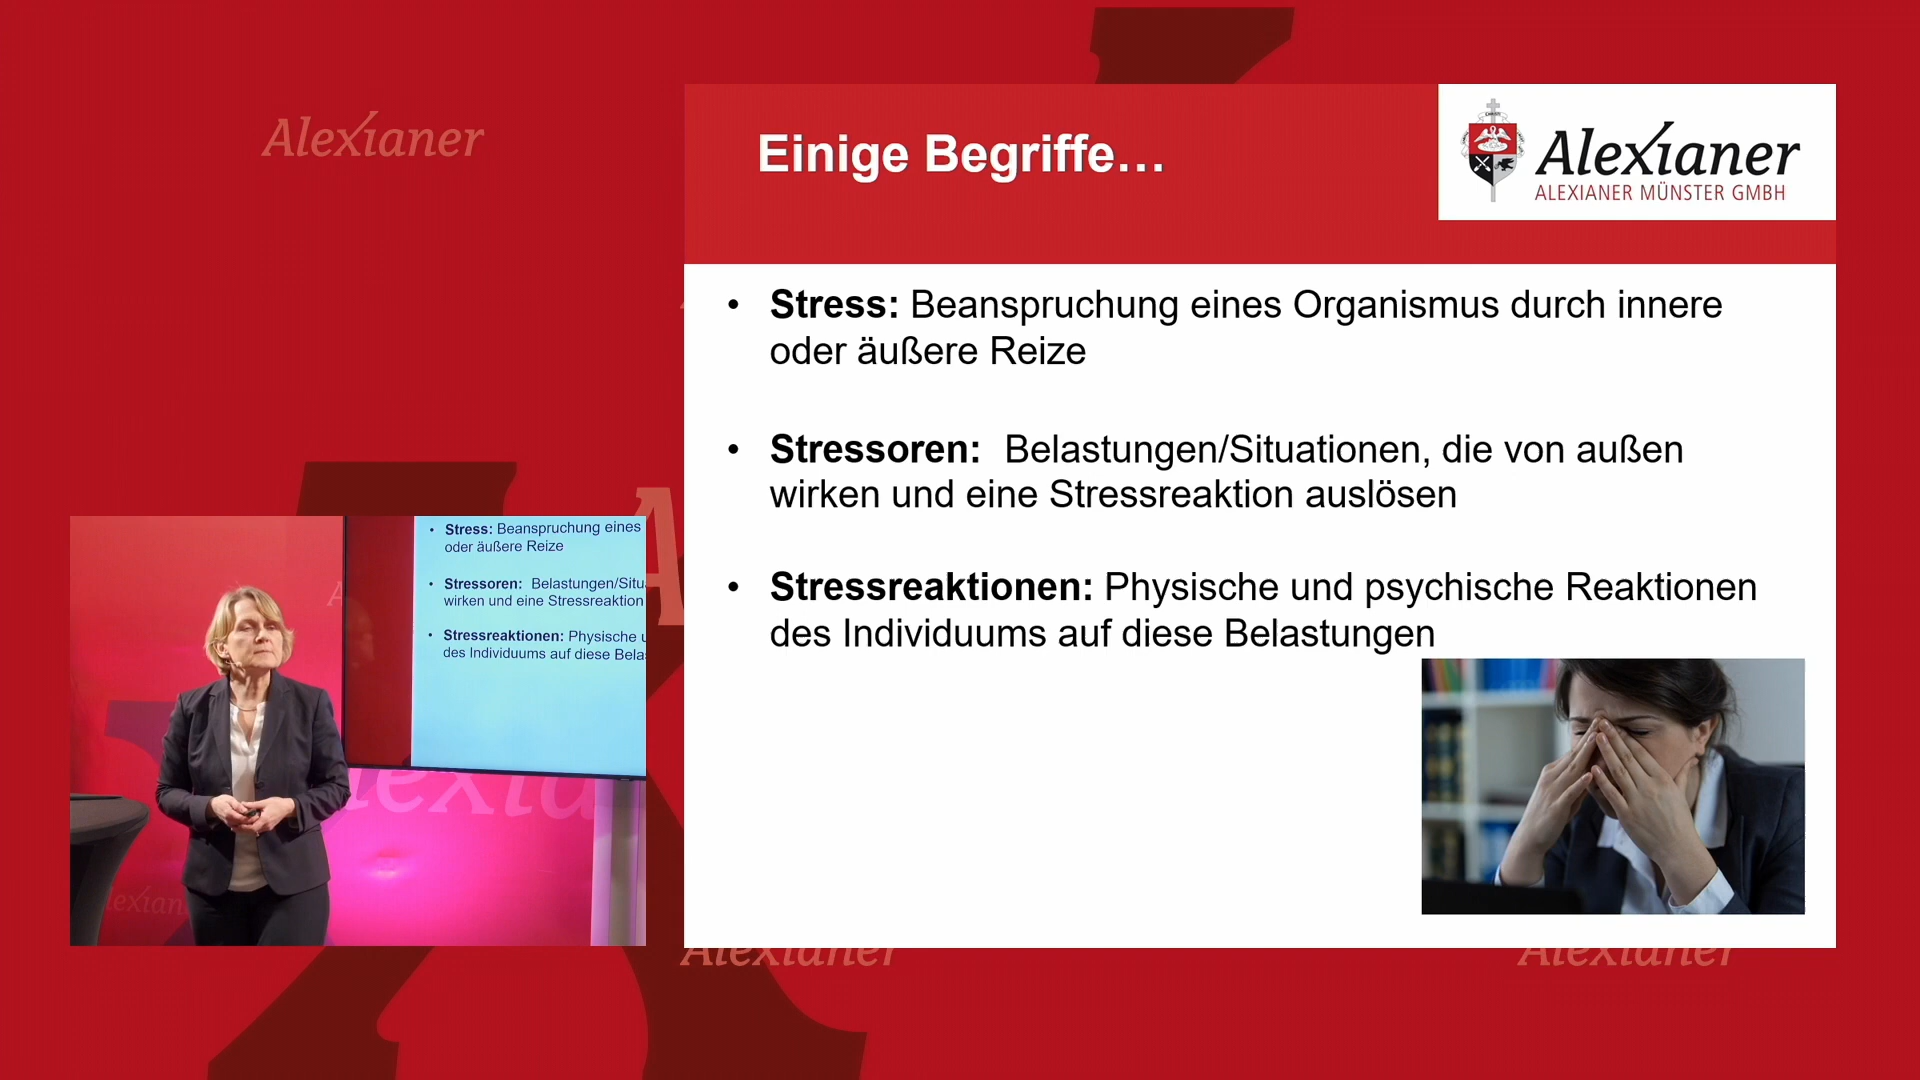 Alexianer
Einige Begriffe...
Alexianer
ALEXIANER MÜNSTER GMBH
• Stress: Beanspruchung eines Organismus durch innere
oder äußere Reize
• Stressoren: Belastungen/Situationen, die von außen
wirken und eine Stressreaktion auslösen
• Stressreaktionen: Physische und psychische Reaktionen
des Individuums auf diese Belastungen
• Stress: Beanspruchung eines
oder äußere Reize
• Stressoren: Belastungen/Situ
wirken und eine Stressreaktion
• Stressreaktionen: Physische u
des Individuums auf diese Bela
Alexianer
Alexianer